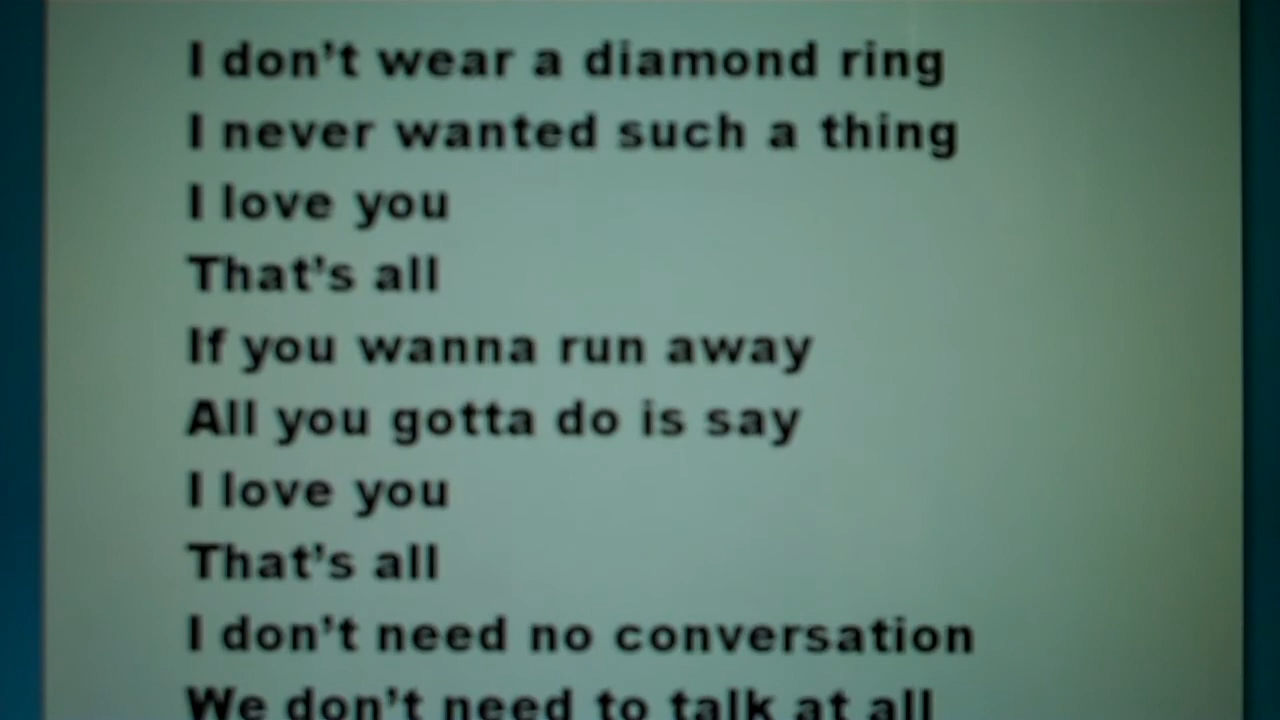 I don't wear a diamond ring
I never wanted such a thing
I love you
That's all
If you wanna run away
All you gotta do is say
I love you
That's all
I don't need no conversation
We don't need to talk at all